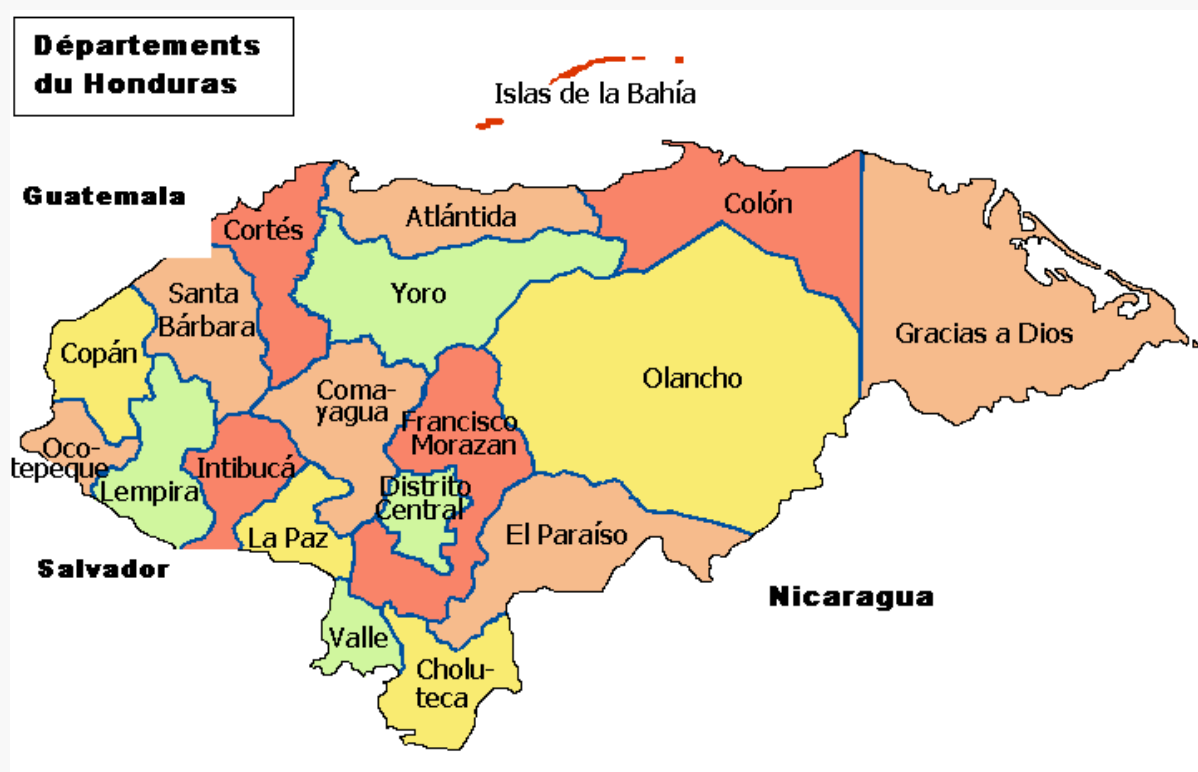 Départements
du Honduras
Islas de la Bahía
Guatemala
Cortés
Atlántida
Colón
Santa
Bárbara
Yoro
Copán
Gracias a Dios
Olancho
Coma-
yagua
Francisco
Morazan
Oco-
tepeque
Intibucá
Lempira
Distrito
Central
La Paz
El Paraíso
Salvador
Nicaragua
Valle
Cholu-
teca